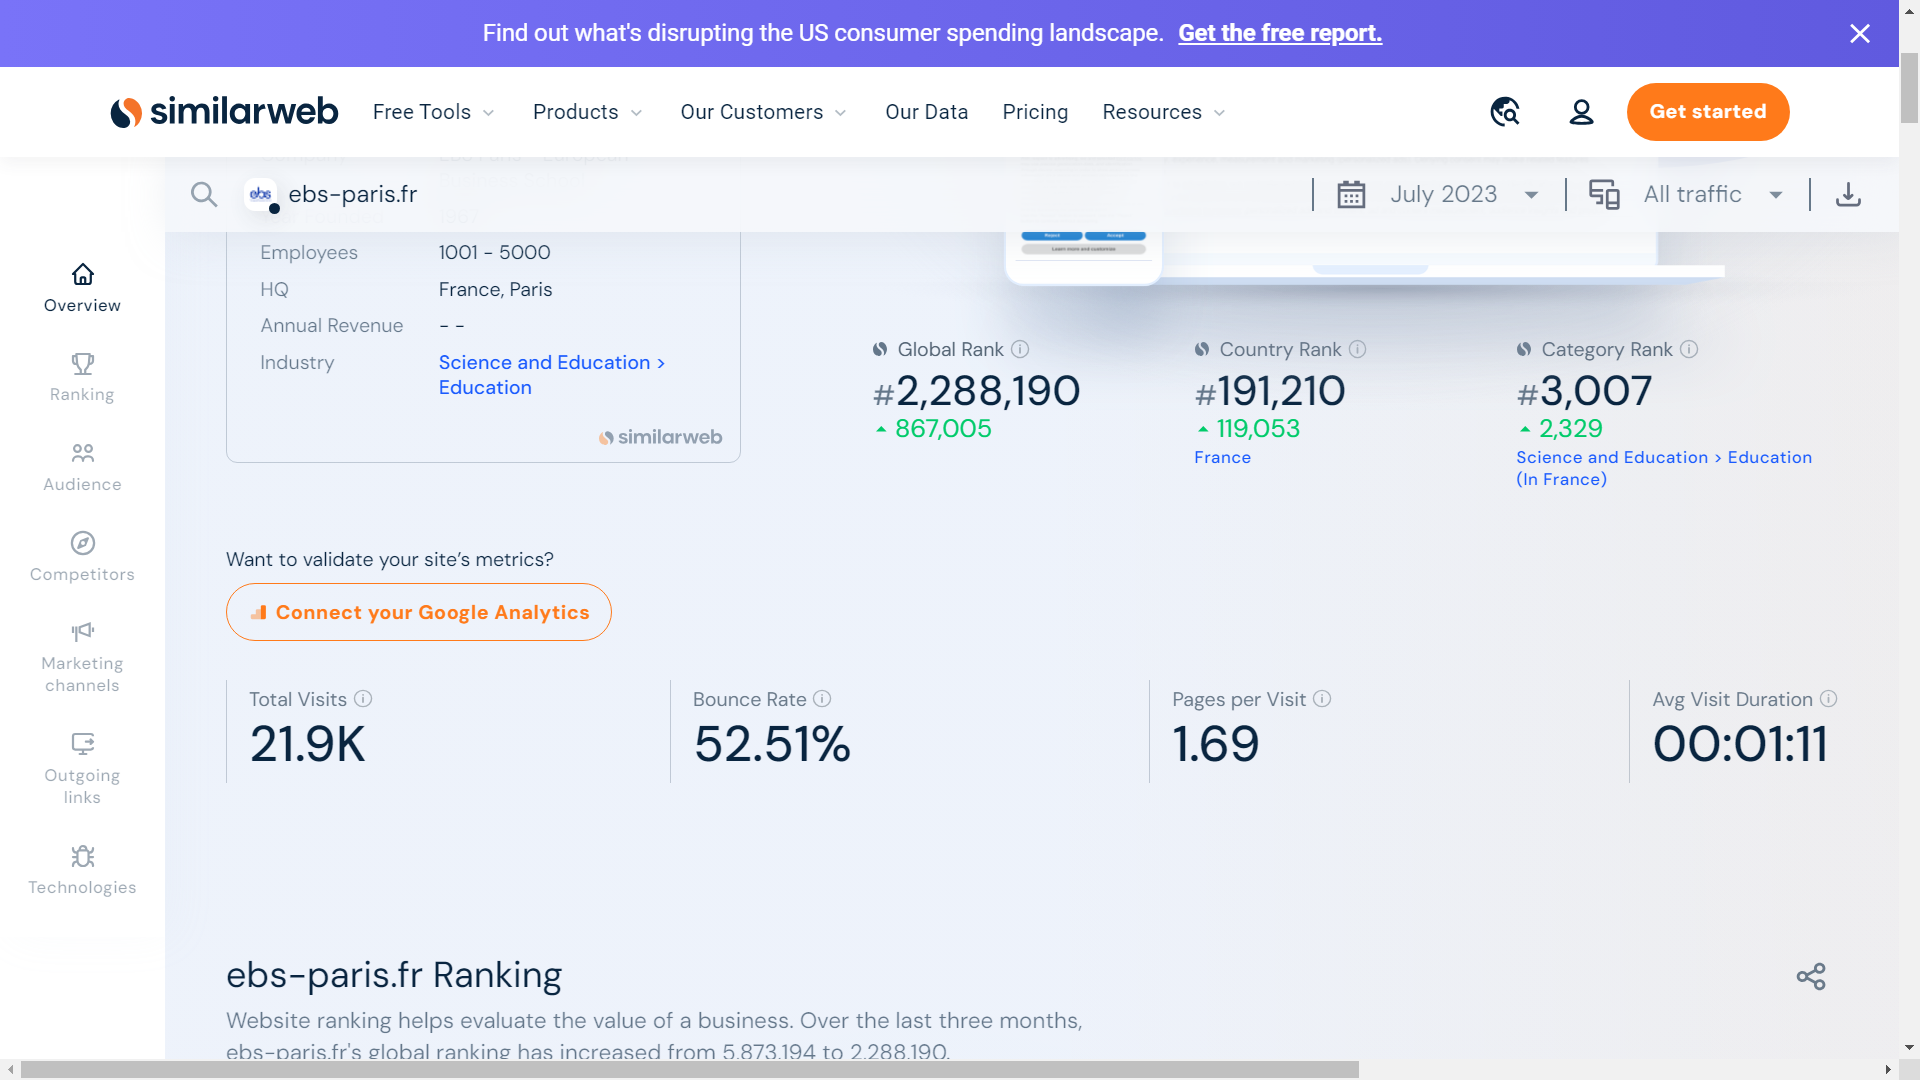 Find out what's disrupting the US consumer spending landscape. Get the free report.
similarweb Free Tools Products Our Customers Our Data Pricing Resources Get started
ebs ebs-paris.fr July 2023 All traffic
Employees 1001 - 5000
HQ France, Paris
Annual Revenue - -
Industry Science and Education >
Education
similarweb
Reject Accept
Learn more and customise
Global Rank
#2,288,190
867,005
Country Rank
#191,210
119,053
France
Category Rank
#3,007
2,329
Science and Education > Education
(In France)
Overview
Ranking
Audience
Competitors
Marketing
channels
Outgoing
links
Technologies
Want to validate your site’s metrics?
Connect your Google Analytics
Total Visits
21.9K
Bounce Rate
52.51%
Pages per Visit
1.69
Avg Visit Duration
00:01:11
ebs-paris.fr Ranking
Website ranking helps evaluate the value of a business. Over the last three months,
ebs-paris.fr's global ranking has increased from 5,873,194 to 2,288,190.